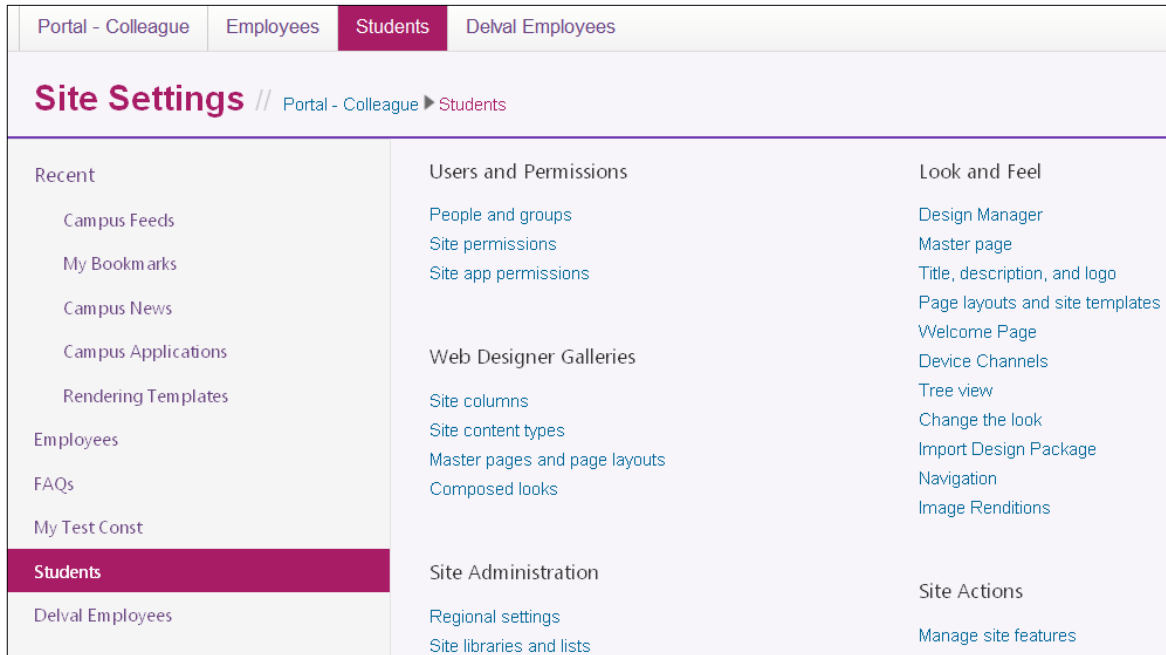 Portal - Colleague Employees Students Delval Employees
Site Settings // Portal - Colleague ▶ Students
Recent
Campus Feeds
My Bookmarks
Campus News
Campus Applications
Rendering Templates
Employees
FAQs
My Test Const
Students
Delval Employees
Users and Permissions
People and groups
Site permissions
Site app permissions
Web Designer Galleries
Site columns
Site content types
Master pages and page layouts
Composed looks
Site Administration
Regional settings
Site libraries and lists
Look and Feel
Design Manager
Master page
Title, description, and logo
Page layouts and site templates
Welcome Page
Device Channels
Tree view
Change the look
Import Design Package
Navigation
Image Renditions
Site Actions
Manage site features